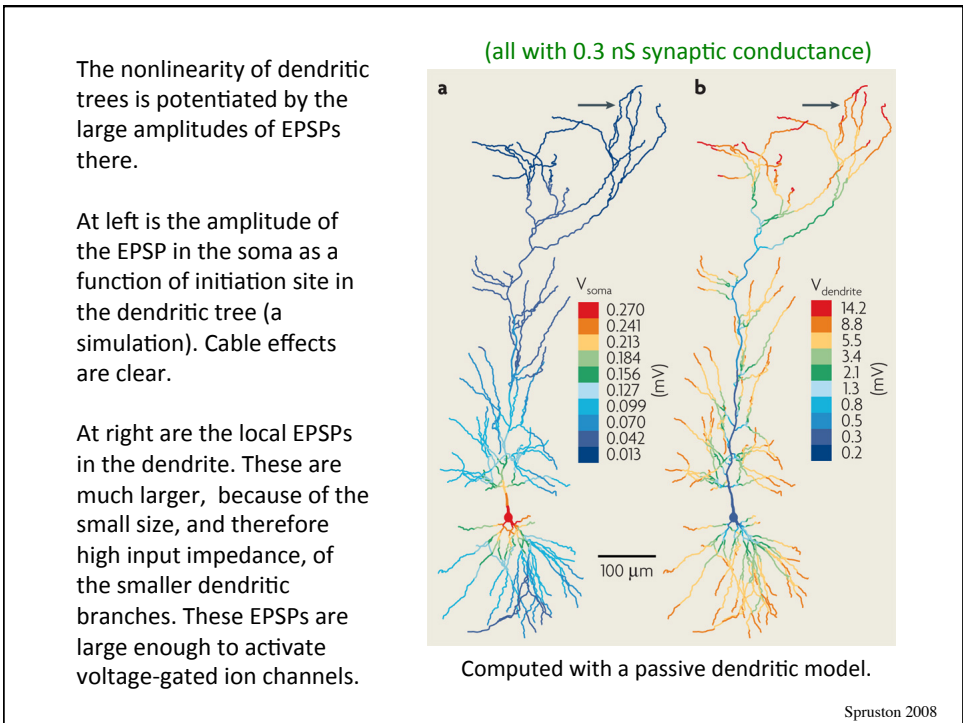 The nonlinearity of dendritic
trees is potentiated by the
large amplitudes of EPSPs
there.
At left is the amplitude of
the EPSP in the soma as a
function of initiation site in
the dendritic tree (a
simulation). Cable effects
are clear.
At right are the local EPSPs
in the dendrite. These are
much larger, because of the
small size, and therefore
high input impedance, of
the smaller dendritic
branches. These EPSPs are
large enough to activate
voltage-gated ion channels.
(all with 0.3 nS synaptic conductance)
a
b
V soma
0.270
0.241
0.213
0.184
0.156
0.127
0.099
0.070
0.042
0.013
(mV)
V dendrite
14.2
8.8
5.5
3.4
2.1
1.3
0.8
0.5
0.3
0.2
(mV)
100 μm
Computed with a passive dendritic model.
Spruston 2008